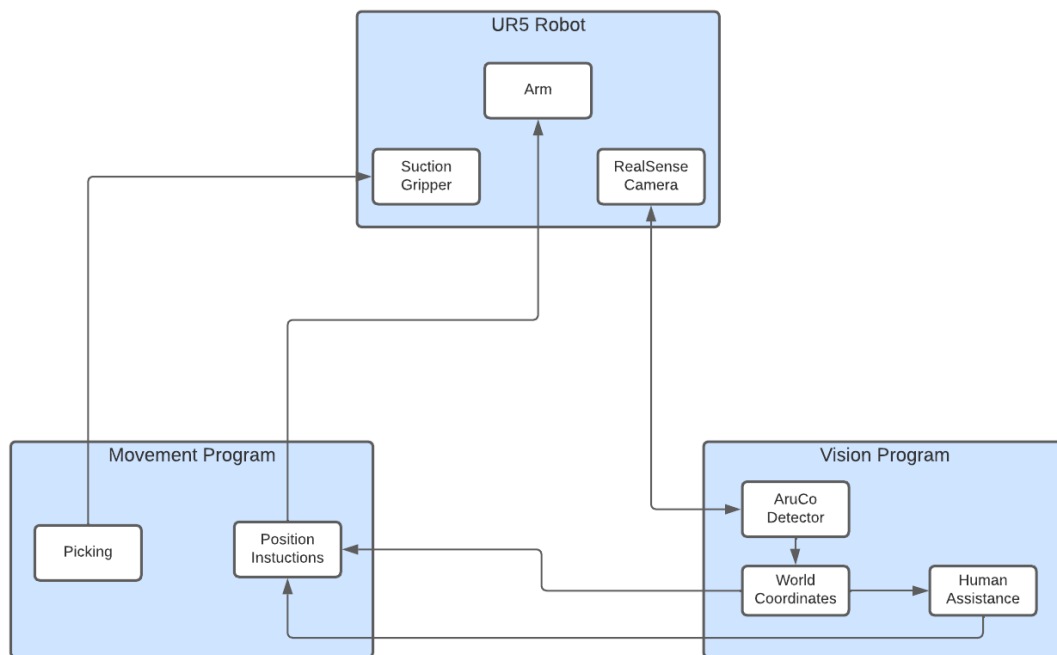 UR5 Robot
Arm
Suction
Gripper
RealSense
Camera
Movement Program
Picking
Position
Instuctions
Vision Program
AruCo
Detector
World
Coordinates
Human
Assistance